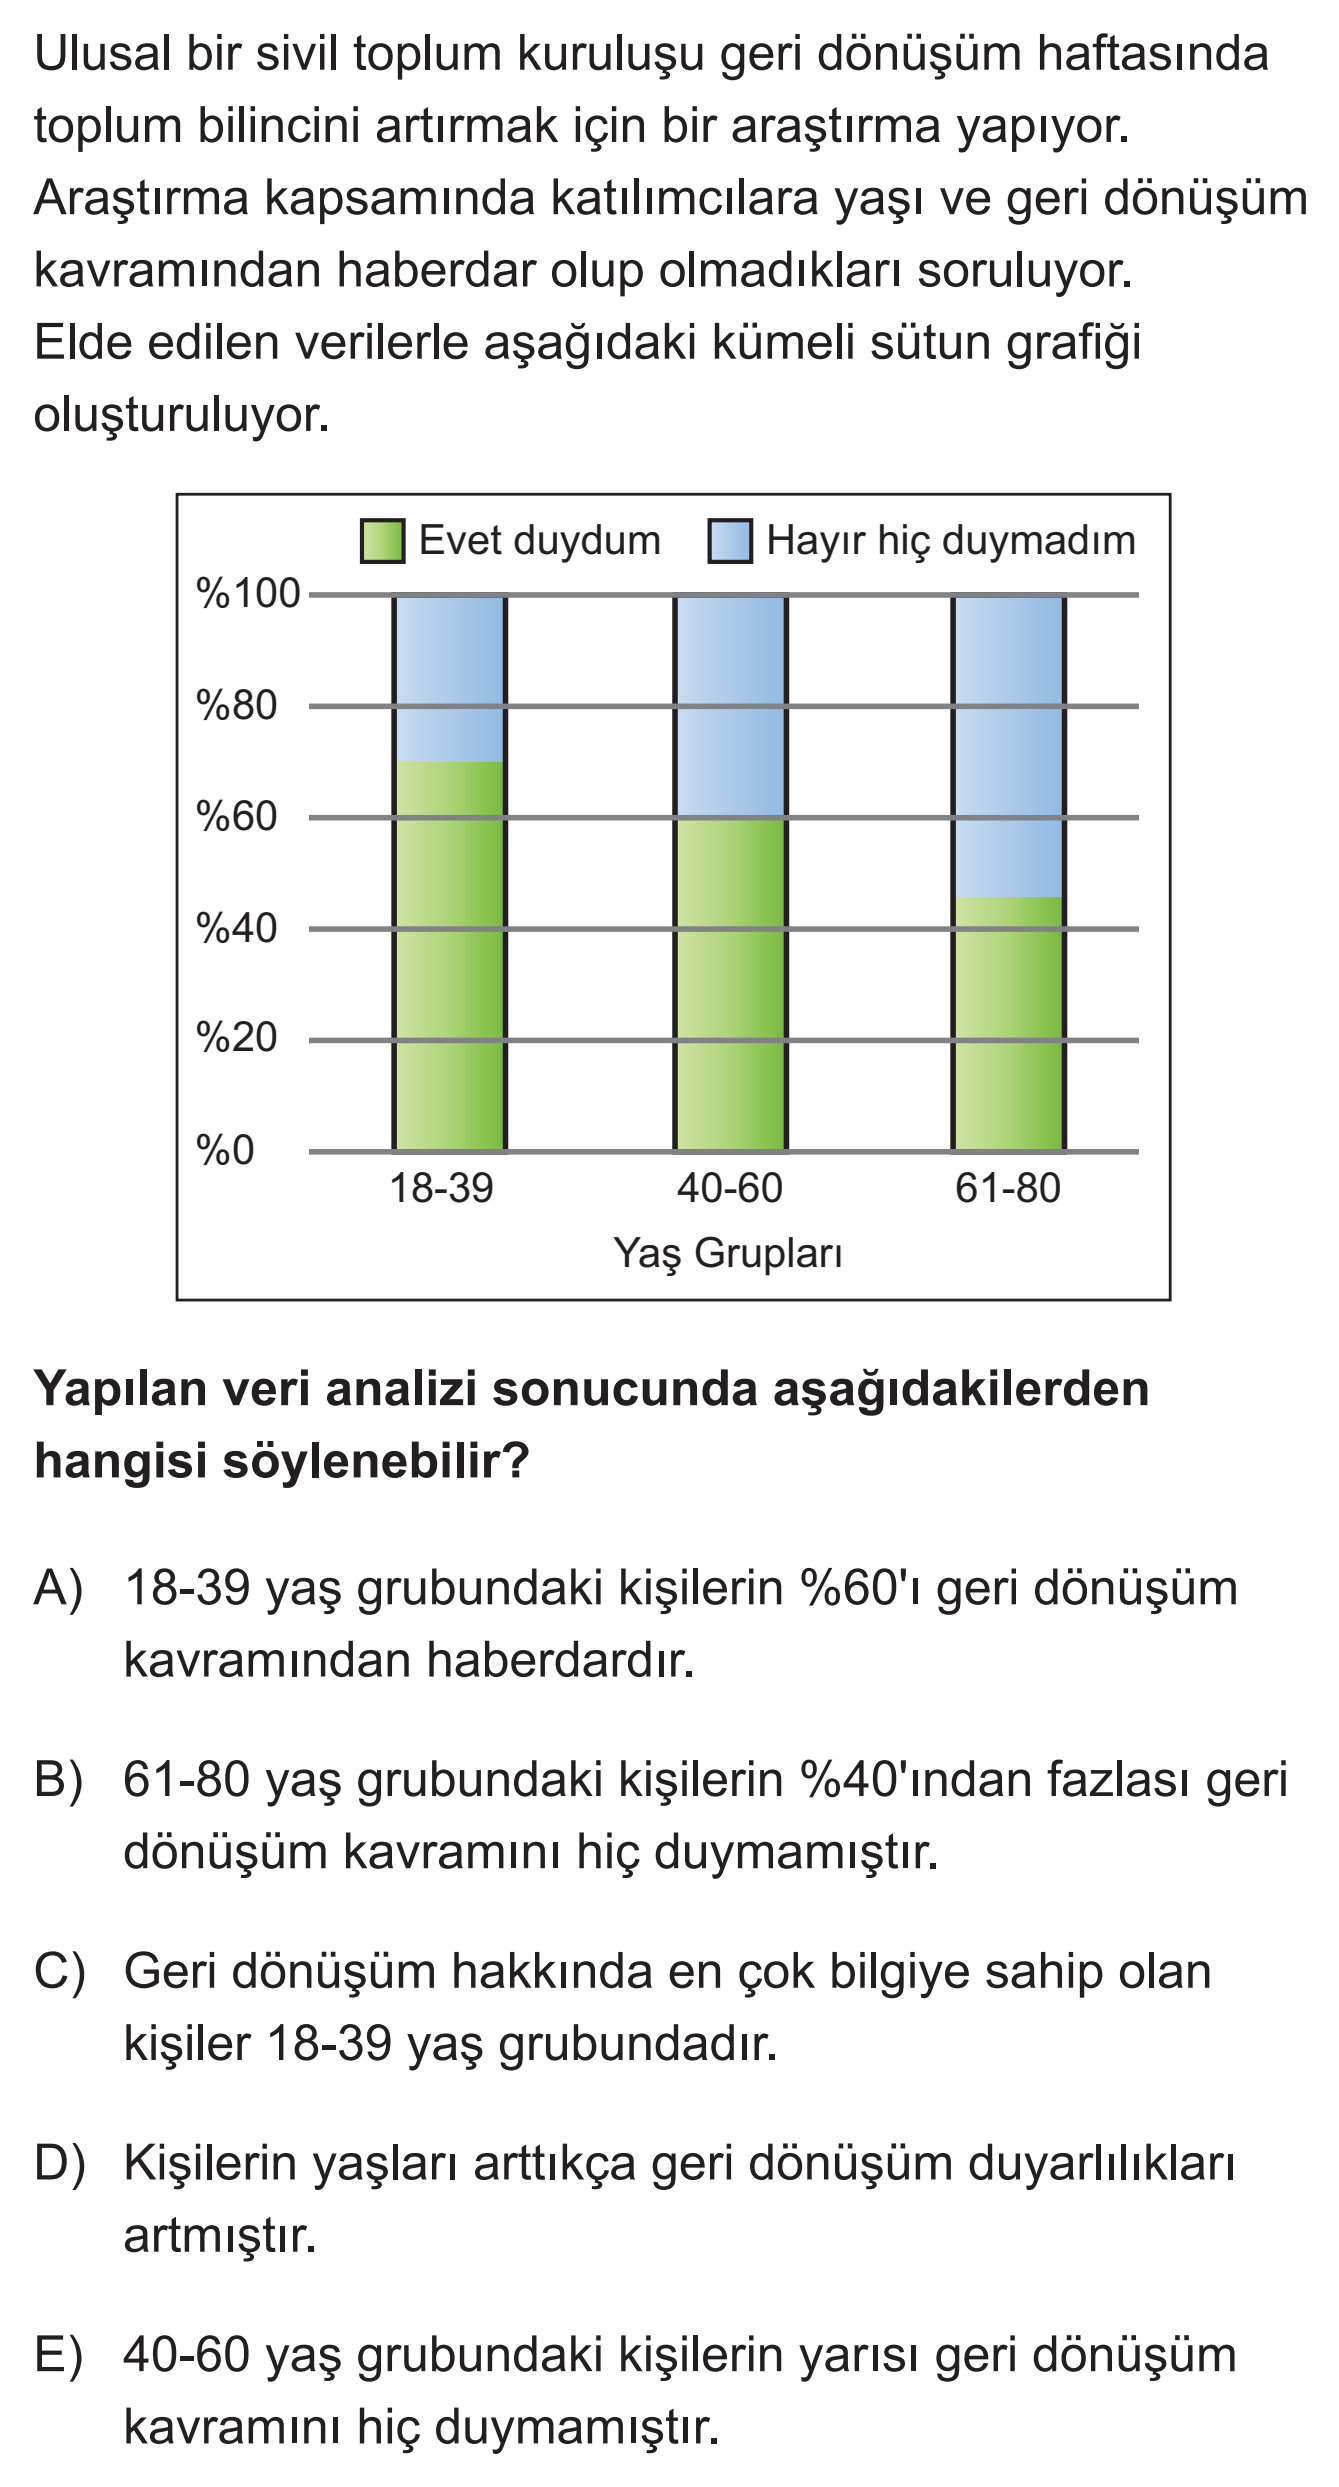 Ulusal bir sivil toplum kuruluşu geri dönüşüm haftasında
toplum bilincini artırmak için bir araştırma yapıyor.
Araştırma kapsamında katılımcılara yaşı ve geri dönüşüm
kavramından haberdar olup olmadıkları soruluyor.
Elde edilen verilerle aşağıdaki kümeli sütun grafiği
oluşturuluyor.
Evet duydum Hayır hiç duymadım
%100
%80
%60
%40
%20
%0
18-39 40-60 61-80
Yaş Grupları
Yapılan veri analizi sonucunda aşağıdakilerden
hangisi söylenebilir?
A) 18-39 yaş grubundaki kişilerin %60'ı geri dönüşüm
kavramından haberdardır.
B) 61-80 yaş grubundaki kişilerin %40'ından fazlası geri
dönüşüm kavramını hiç duymamıştır.
C) Geri dönüşüm hakkında en çok bilgiye sahip olan
kişiler 18-39 yaş grubundadır.
D) Kişilerin yaşları arttıkça geri dönüşüm duyarlılıkları
artmıştır.
E) 40-60 yaş grubundaki kişilerin yarısı geri dönüşüm
kavramını hiç duymamıştır.